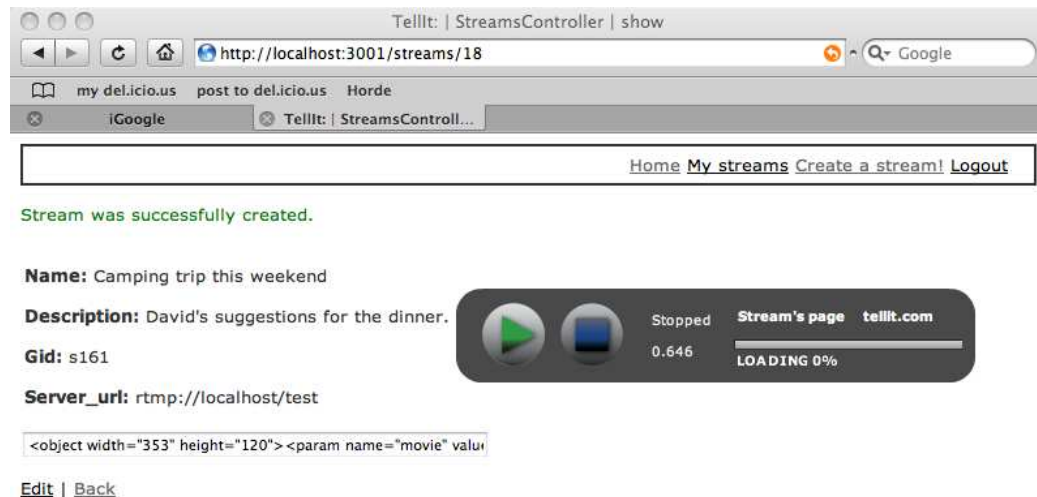 TellIt: | StreamsController | show
http://localhost:3001/streams/18
Google
my del.icio.us post to del.icio.us Horde
iGoogle TellIt: | StreamsControll...
Home My streams Create a stream! Logout
Stream was successfully created.
Name: Camping trip this weekend
Description: David's suggestions for the dinner.
Gid: s161
Server_url: rtmp://localhost/test
Stopped
0.646
Stream's page tellit.com
LOADING 0%
<object width="353" height="120"><param name="movie" valu
Edit | Back